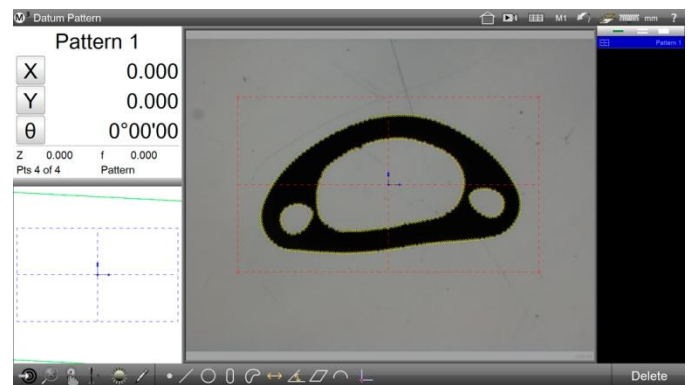 M³ Datum Pattern
M1
mm
?
Pattern 1
X 0.000
Y 0.000
θ 0°00'00
Z 0.000 f 0.000
Pts 4 of 4 Pattern
Pattern 1
Delete